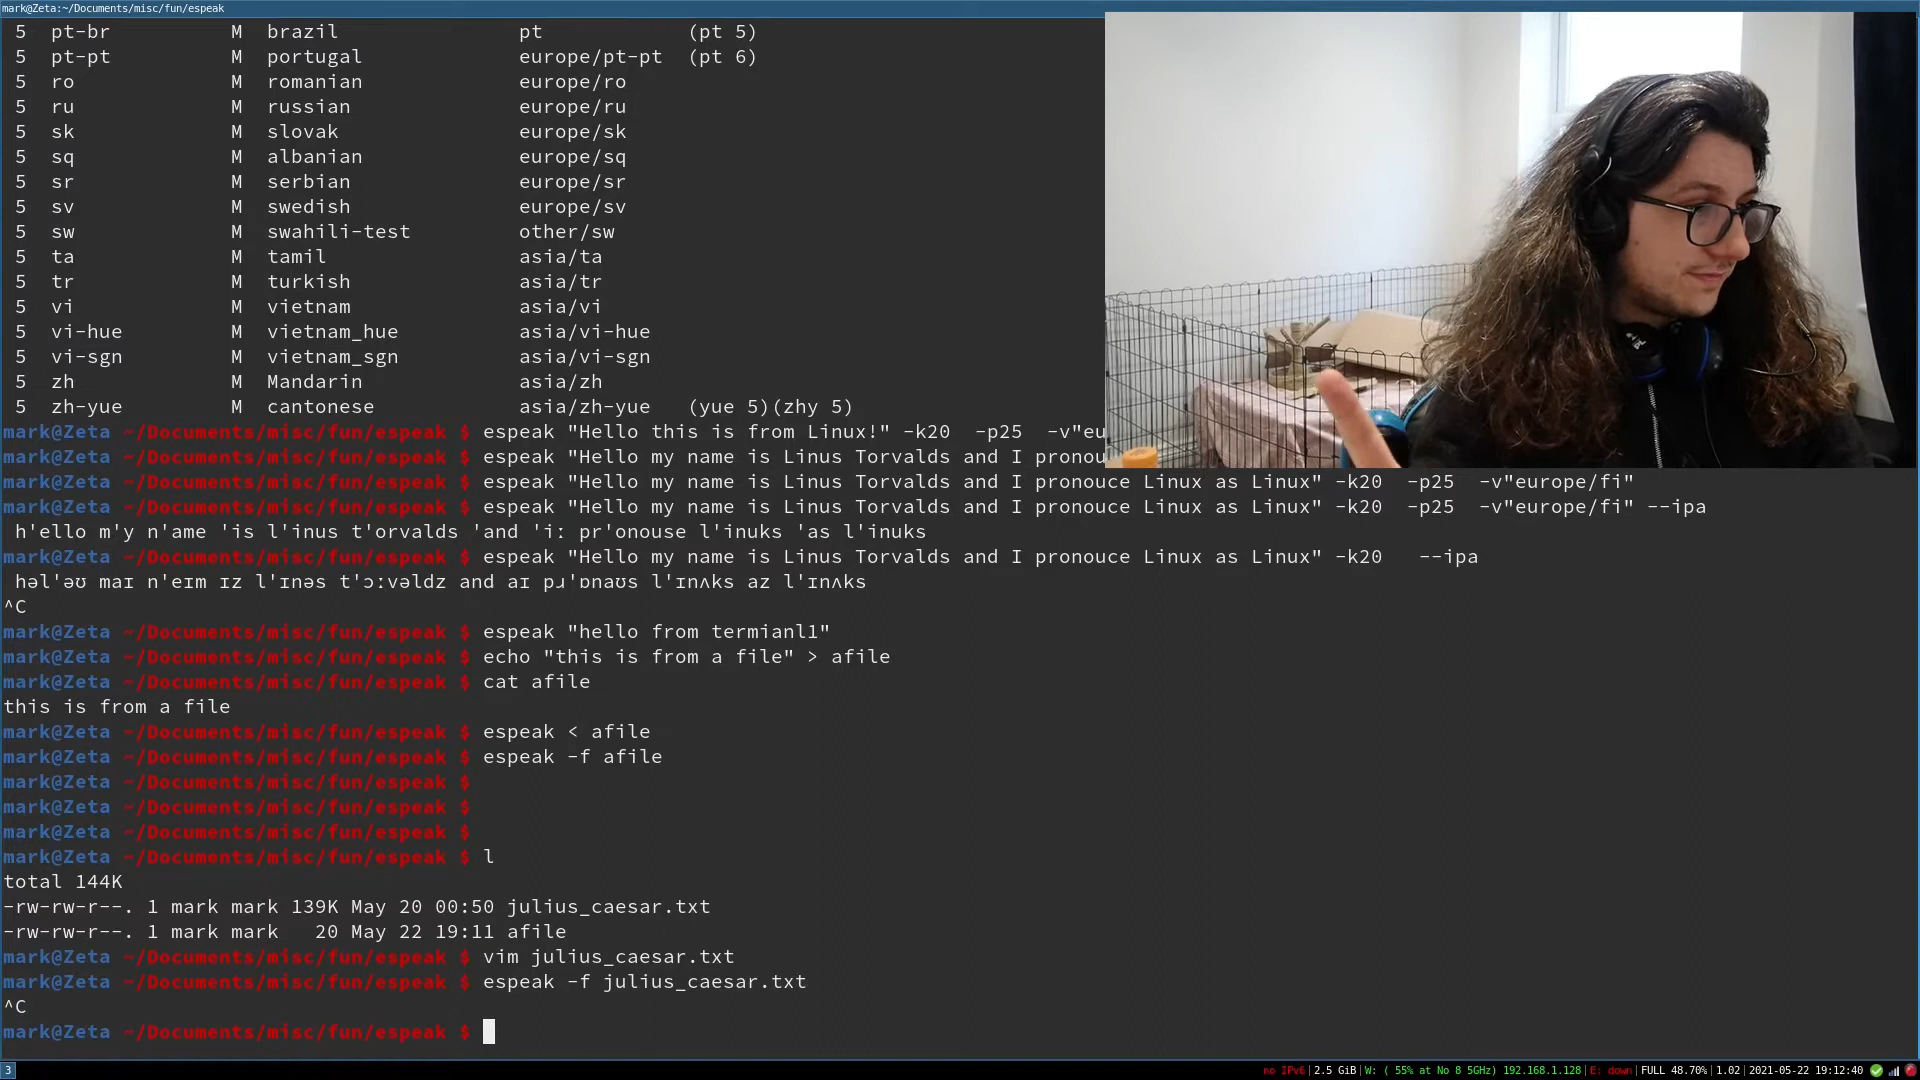 mark@Zeta:~/Documents/misc/fun/espeak
5 pt-br M brazil pt (pt 5)
5 pt-pt M portugal europe/pt-pt (pt 6)
5 ro M romanian europe/ro
5 ru M russian europe/ru
5 sk M slovak europe/sk
5 sq M albanian europe/sq
5 sr M serbian europe/sr
5 sv M swedish europe/sv
5 sw M swahili-test other/sw
5 ta M tamil asia/ta
5 tr M turkish asia/tr
5 vi M vietnam asia/vi
5 vi-hue M vietnam_hue asia/vi-hue
5 vi-sgn M vietnam_sgn asia/vi-sgn
5 zh M Mandarin asia/zh
5 zh-yue M cantonese asia/zh-yue (yue 5)(zhy 5)
mark@Zeta ~/Documents/misc/fun/espeak $ espeak "Hello this is from Linux!" -k20 -p25 -v"eu
mark@Zeta ~/Documents/misc/fun/espeak $ espeak "Hello my name is Linus Torvalds and I pronou
mark@Zeta ~/Documents/misc/fun/espeak $ espeak "Hello my name is Linus Torvalds and I pronouce Linux as Linux" -k20 -p25 -v"europe/fi"
mark@Zeta ~/Documents/misc/fun/espeak $ espeak "Hello my name is Linus Torvalds and I pronouce Linux as Linux" -k20 -p25 -v"europe/fi" --ipa
h'ello m'y n'ame 'is l'inus t'orvalds 'and 'iː pr'onouse l'inuks 'as l'inuks
mark@Zeta ~/Documents/misc/fun/espeak $ espeak "Hello my name is Linus Torvalds and I pronouce Linux as Linux" -k20 --ipa
həl'əʊ maɪ n'eɪm ɪz l'ɪnəs t'ɔːvəldz and aɪ pɹ'ɒnaʊs l'ɪnʌks az l'ɪnʌks
^C
mark@Zeta ~/Documents/misc/fun/espeak $ espeak "hello from termianl1"
mark@Zeta ~/Documents/misc/fun/espeak $ echo "this is from a file" > afile
mark@Zeta ~/Documents/misc/fun/espeak $ cat afile
this is from a file
mark@Zeta ~/Documents/misc/fun/espeak $ espeak < afile
mark@Zeta ~/Documents/misc/fun/espeak $ espeak -f afile
mark@Zeta ~/Documents/misc/fun/espeak $
mark@Zeta ~/Documents/misc/fun/espeak $
mark@Zeta ~/Documents/misc/fun/espeak $
mark@Zeta ~/Documents/misc/fun/espeak $ l
total 144K
-rw-rw-r--. 1 mark mark 139K May 20 00:50 julius_caesar.txt
-rw-rw-r--. 1 mark mark 20 May 22 19:11 afile
mark@Zeta ~/Documents/misc/fun/espeak $ vim julius_caesar.txt
mark@Zeta ~/Documents/misc/fun/espeak $ espeak -f julius_caesar.txt
^C
mark@Zeta ~/Documents/misc/fun/espeak $
3 no IPv6|2.5 GiB|W: ( 55% at No 8 5GHz) 192.168.1.128|E: down|FULL 48.70%|1.02|2021-05-22 19:12:40